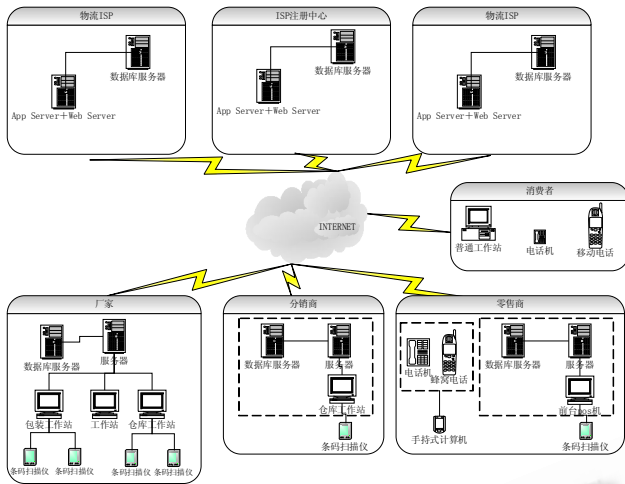 物流ISP
ISP注册中心
物流ISP
数据库服务器
数据库服务器
数据库服务器
App Server+Web Server
App Server+Web Server
App Server+Web Server
消费者
INTERNET
普通工作站
电话机
移动电话
厂家
分销商
零售商
数据库服务器
服务器
数据库服务器
服务器
电话机
蜂窝电话
数据库服务器
服务器
包装工作站
工作站
仓库工作站
仓库工作站
前台pos机
手持式计算机
条码扫描仪
条码扫描仪
条码扫描仪
条码扫描仪
条码扫描仪
条码扫描仪